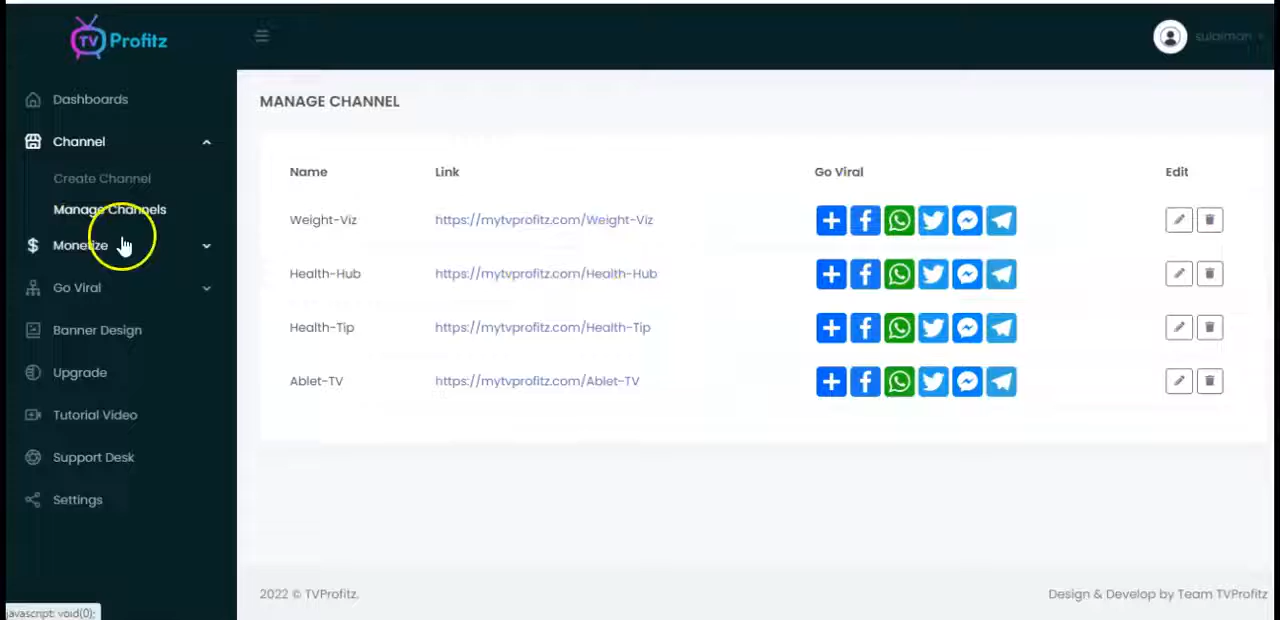 TV Profitz
sulaiman
Dashboards
Channel
Create Channel
Manage Channels
Monetize
Go Viral
Banner Design
Upgrade
Tutorial Video
Support Desk
Settings
javascript: void(0);
MANAGE CHANNEL
Name Link Go Viral Edit
Weight-Viz https://mytvprofitz.com/Weight-Viz
Health-Hub https://mytvprofitz.com/Health-Hub
Health-Tip https://mytvprofitz.com/Health-Tip
Ablet-TV https://mytvprofitz.com/Ablet-TV
2022 © TVProfitz. Design & Develop by Team TVProfitz